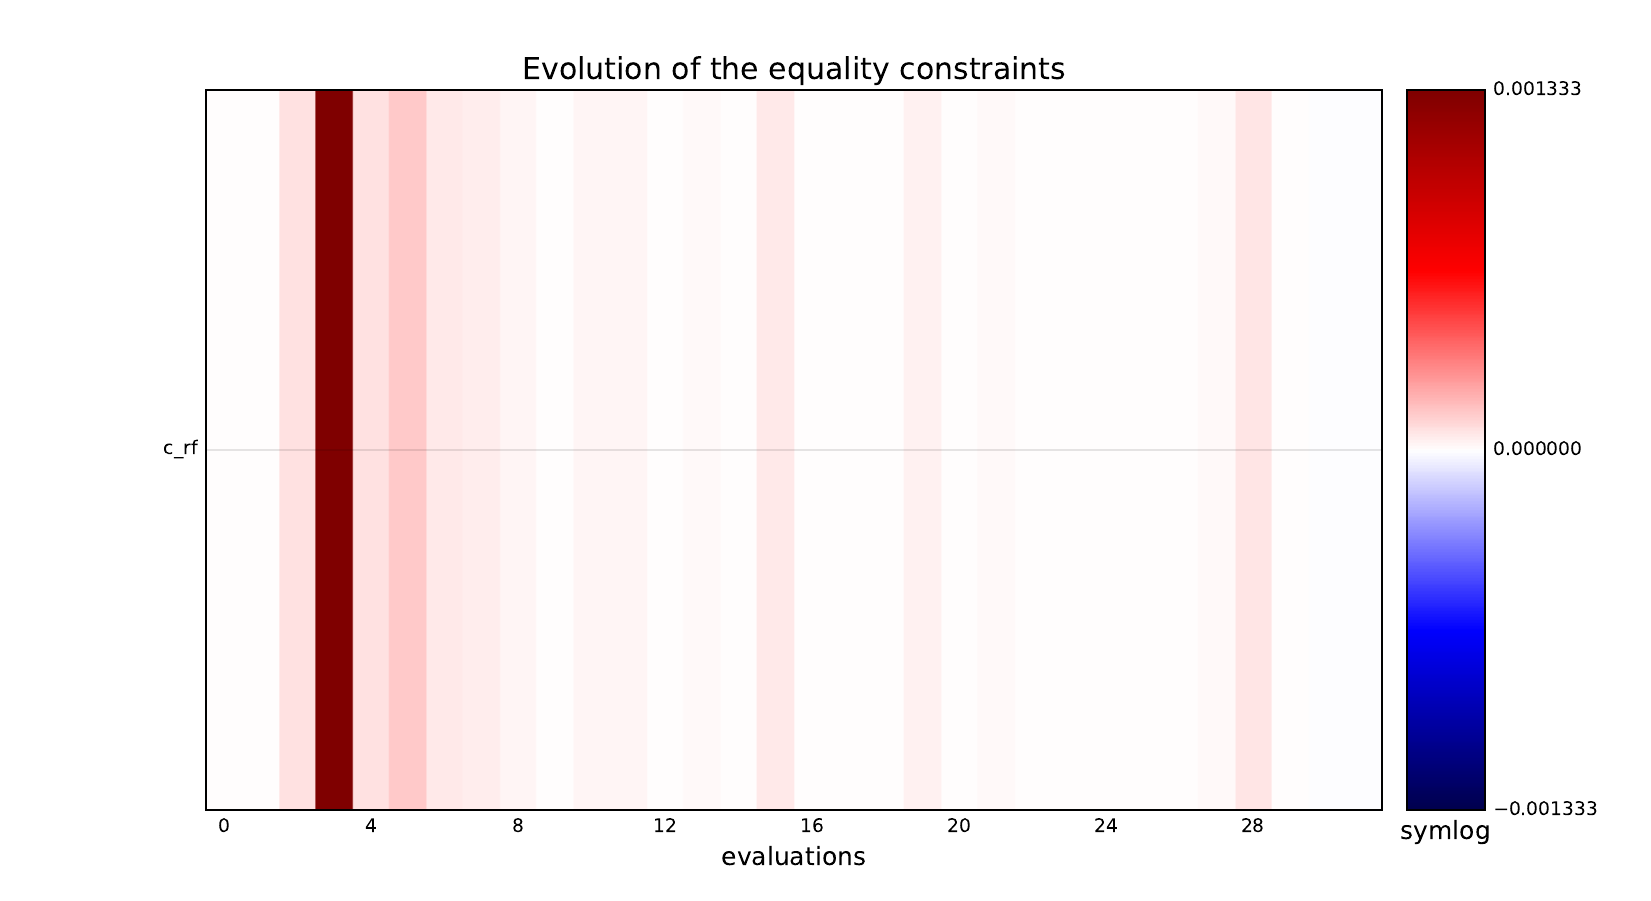 Evolution of the equality constraints
0.001333
c_rf
0.000000
−0.001333
0 4 8 12 16 20 24 28
symlog
evaluations